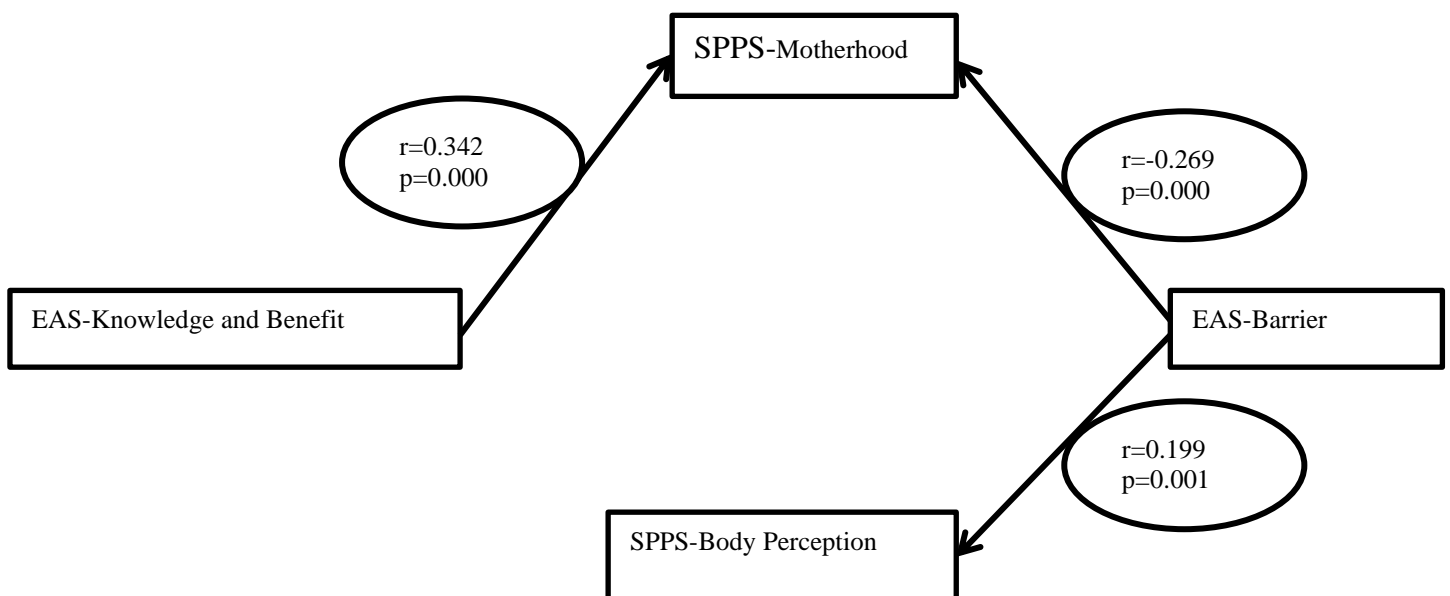 SPPS-Motherhood
r=0.342
p=0.000
r=-0.269
p=0.000
EAS-Knowledge and Benefit
EAS-Barrier
r=0.199
p=0.001
SPPS-Body Perception